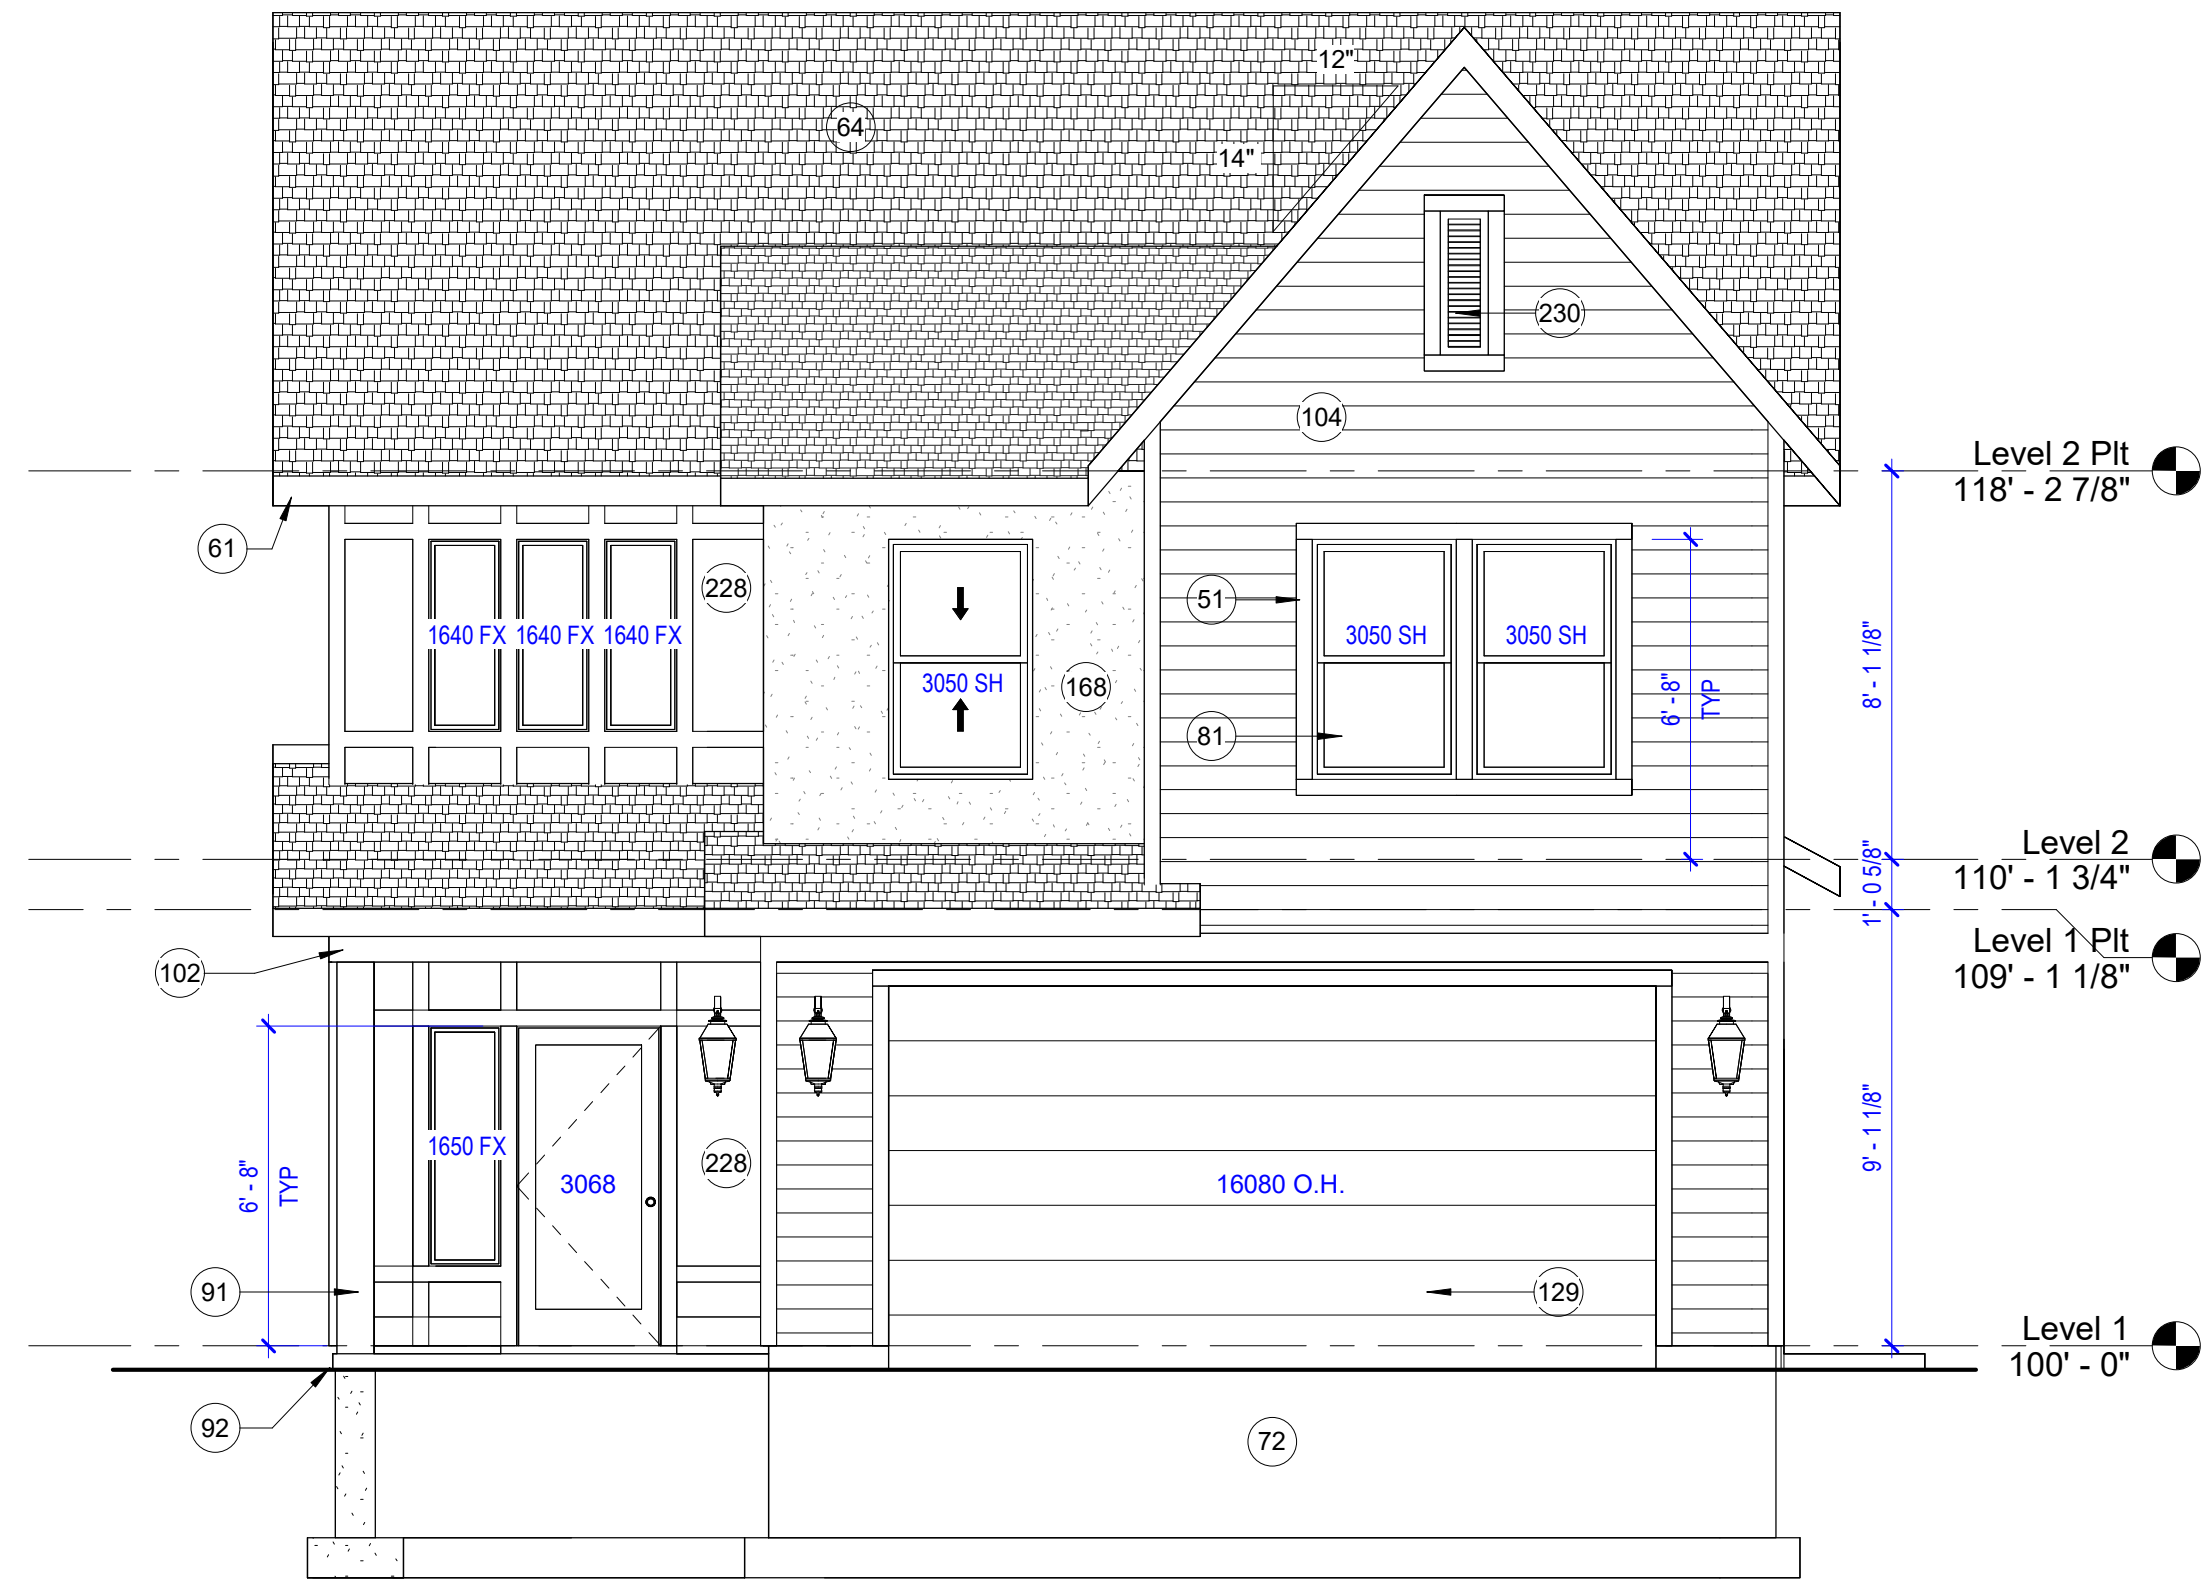 12"
64
14"
230
104
Level 2 Plt
118' - 2 7/8"
61
228
51
1640 FX
1640 FX
1640 FX
3050 SH
3050 SH
3050 SH
168
81
6' - 8"
TYP
8' - 1 1/8"
Level 2
110' - 1 3/4"
1' - 0 5/8"
Level 1 Plt
109' - 1 1/8"
102
1650 FX
3068
228
16080 O.H.
6' - 8"
TYP
9' - 1 1/8"
91
129
Level 1
100' - 0"
92
72